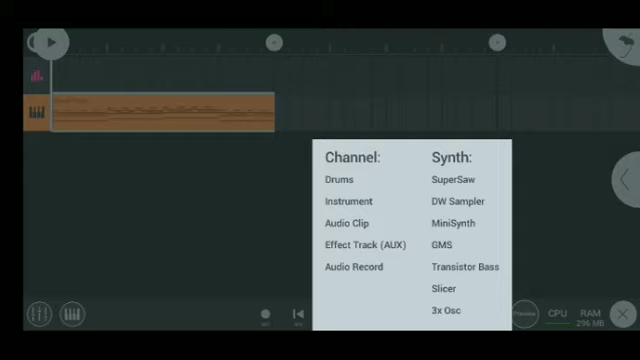 Channel: Synth:
Drums SuperSaw
Instrument DW Sampler
Audio Clip MiniSynth
Effect Track (AUX) GMS
Audio Record Transistor Bass
Slicer
3x Osc
Preview CPU RAM
296 MB